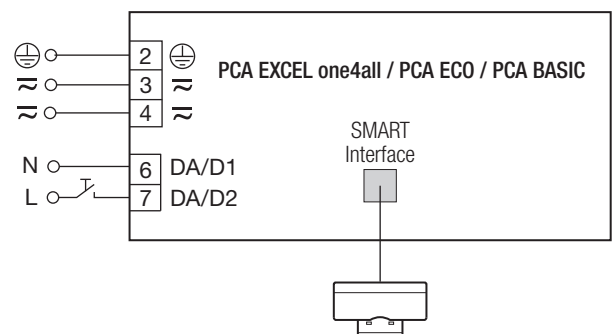 2
PCA EXCEL one4all / PCA ECO / PCA BASIC
3
4
SMART
Interface
N 6 DA/D1
L 7 DA/D2